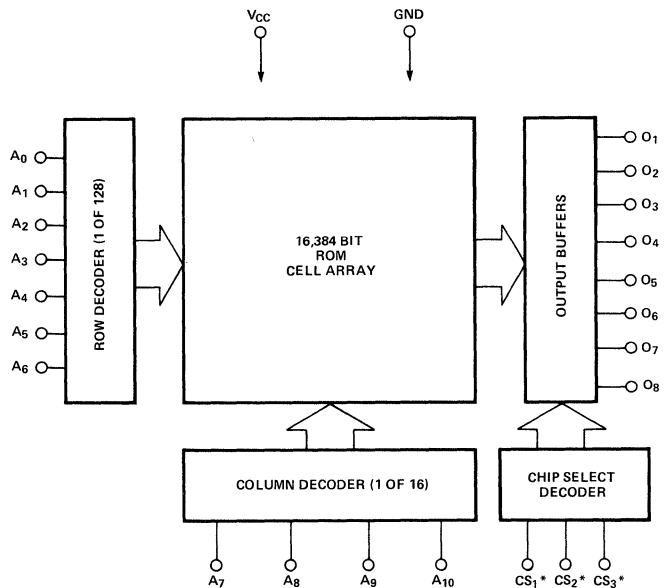 VCC
GND
A0
A1
A2
A3
A4
A5
A6
ROW DECODER (1 OF 128)
16,384 BIT
ROM
CELL ARRAY
OUTPUT BUFFERS
O1
O2
O3
O4
O5
O6
O7
O8
COLUMN DECODER (1 OF 16)
CHIP SELECT
DECODER
A7
A8
A9
A10
CS1*
CS2*
CS3*